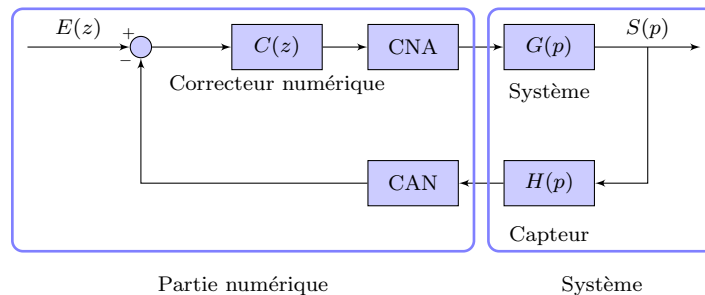 E(z)
+
−
C(z)
CNA
G(p)
S(p)
Correcteur numérique
Système
CAN
H(p)
Capteur
Partie numérique
Système